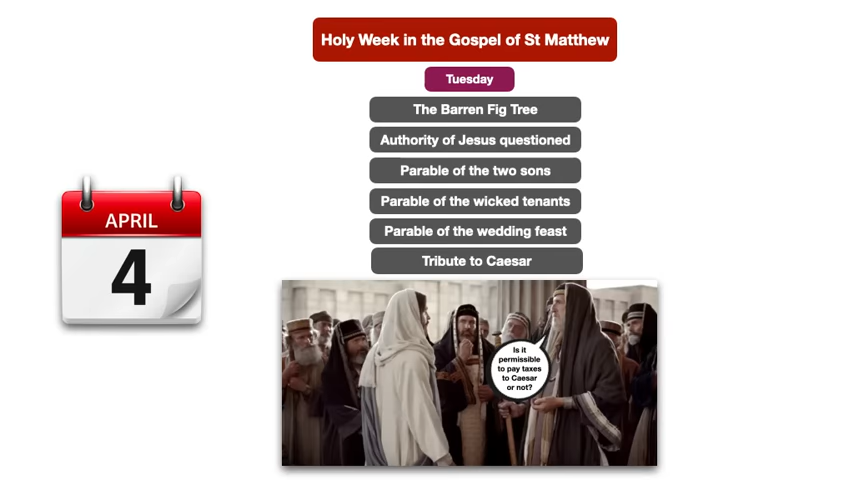 Holy Week in the Gospel of St Matthew
Tuesday
The Barren Fig Tree
Authority of Jesus questioned
Parable of the two sons
Parable of the wicked tenants
Parable of the wedding feast
Tribute to Caesar
APRIL
4
Is it
permissible
to pay taxes
to Caesar
or not?